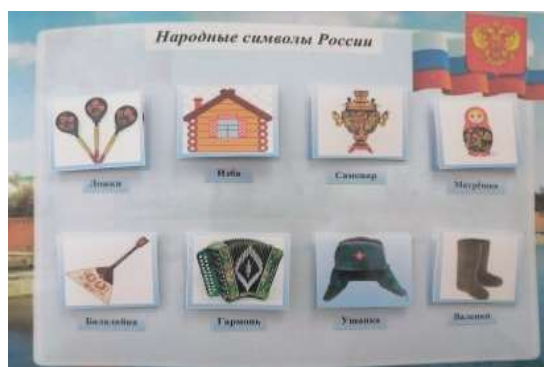 Народные символы России
Ложки
Изба
Самовар
Матрёшка
Балалайка
Гармонь
Ушанка
Валенки